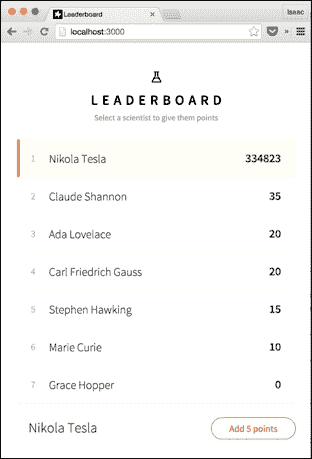 Leaderboard
Isaac
localhost:3000
LEADERBOARD
Select a scientist to give them points
1 Nikola Tesla 334823
2 Claude Shannon 35
3 Ada Lovelace 20
4 Carl Friedrich Gauss 20
5 Stephen Hawking 15
6 Marie Curie 10
7 Grace Hopper 0
Nikola Tesla Add 5 points